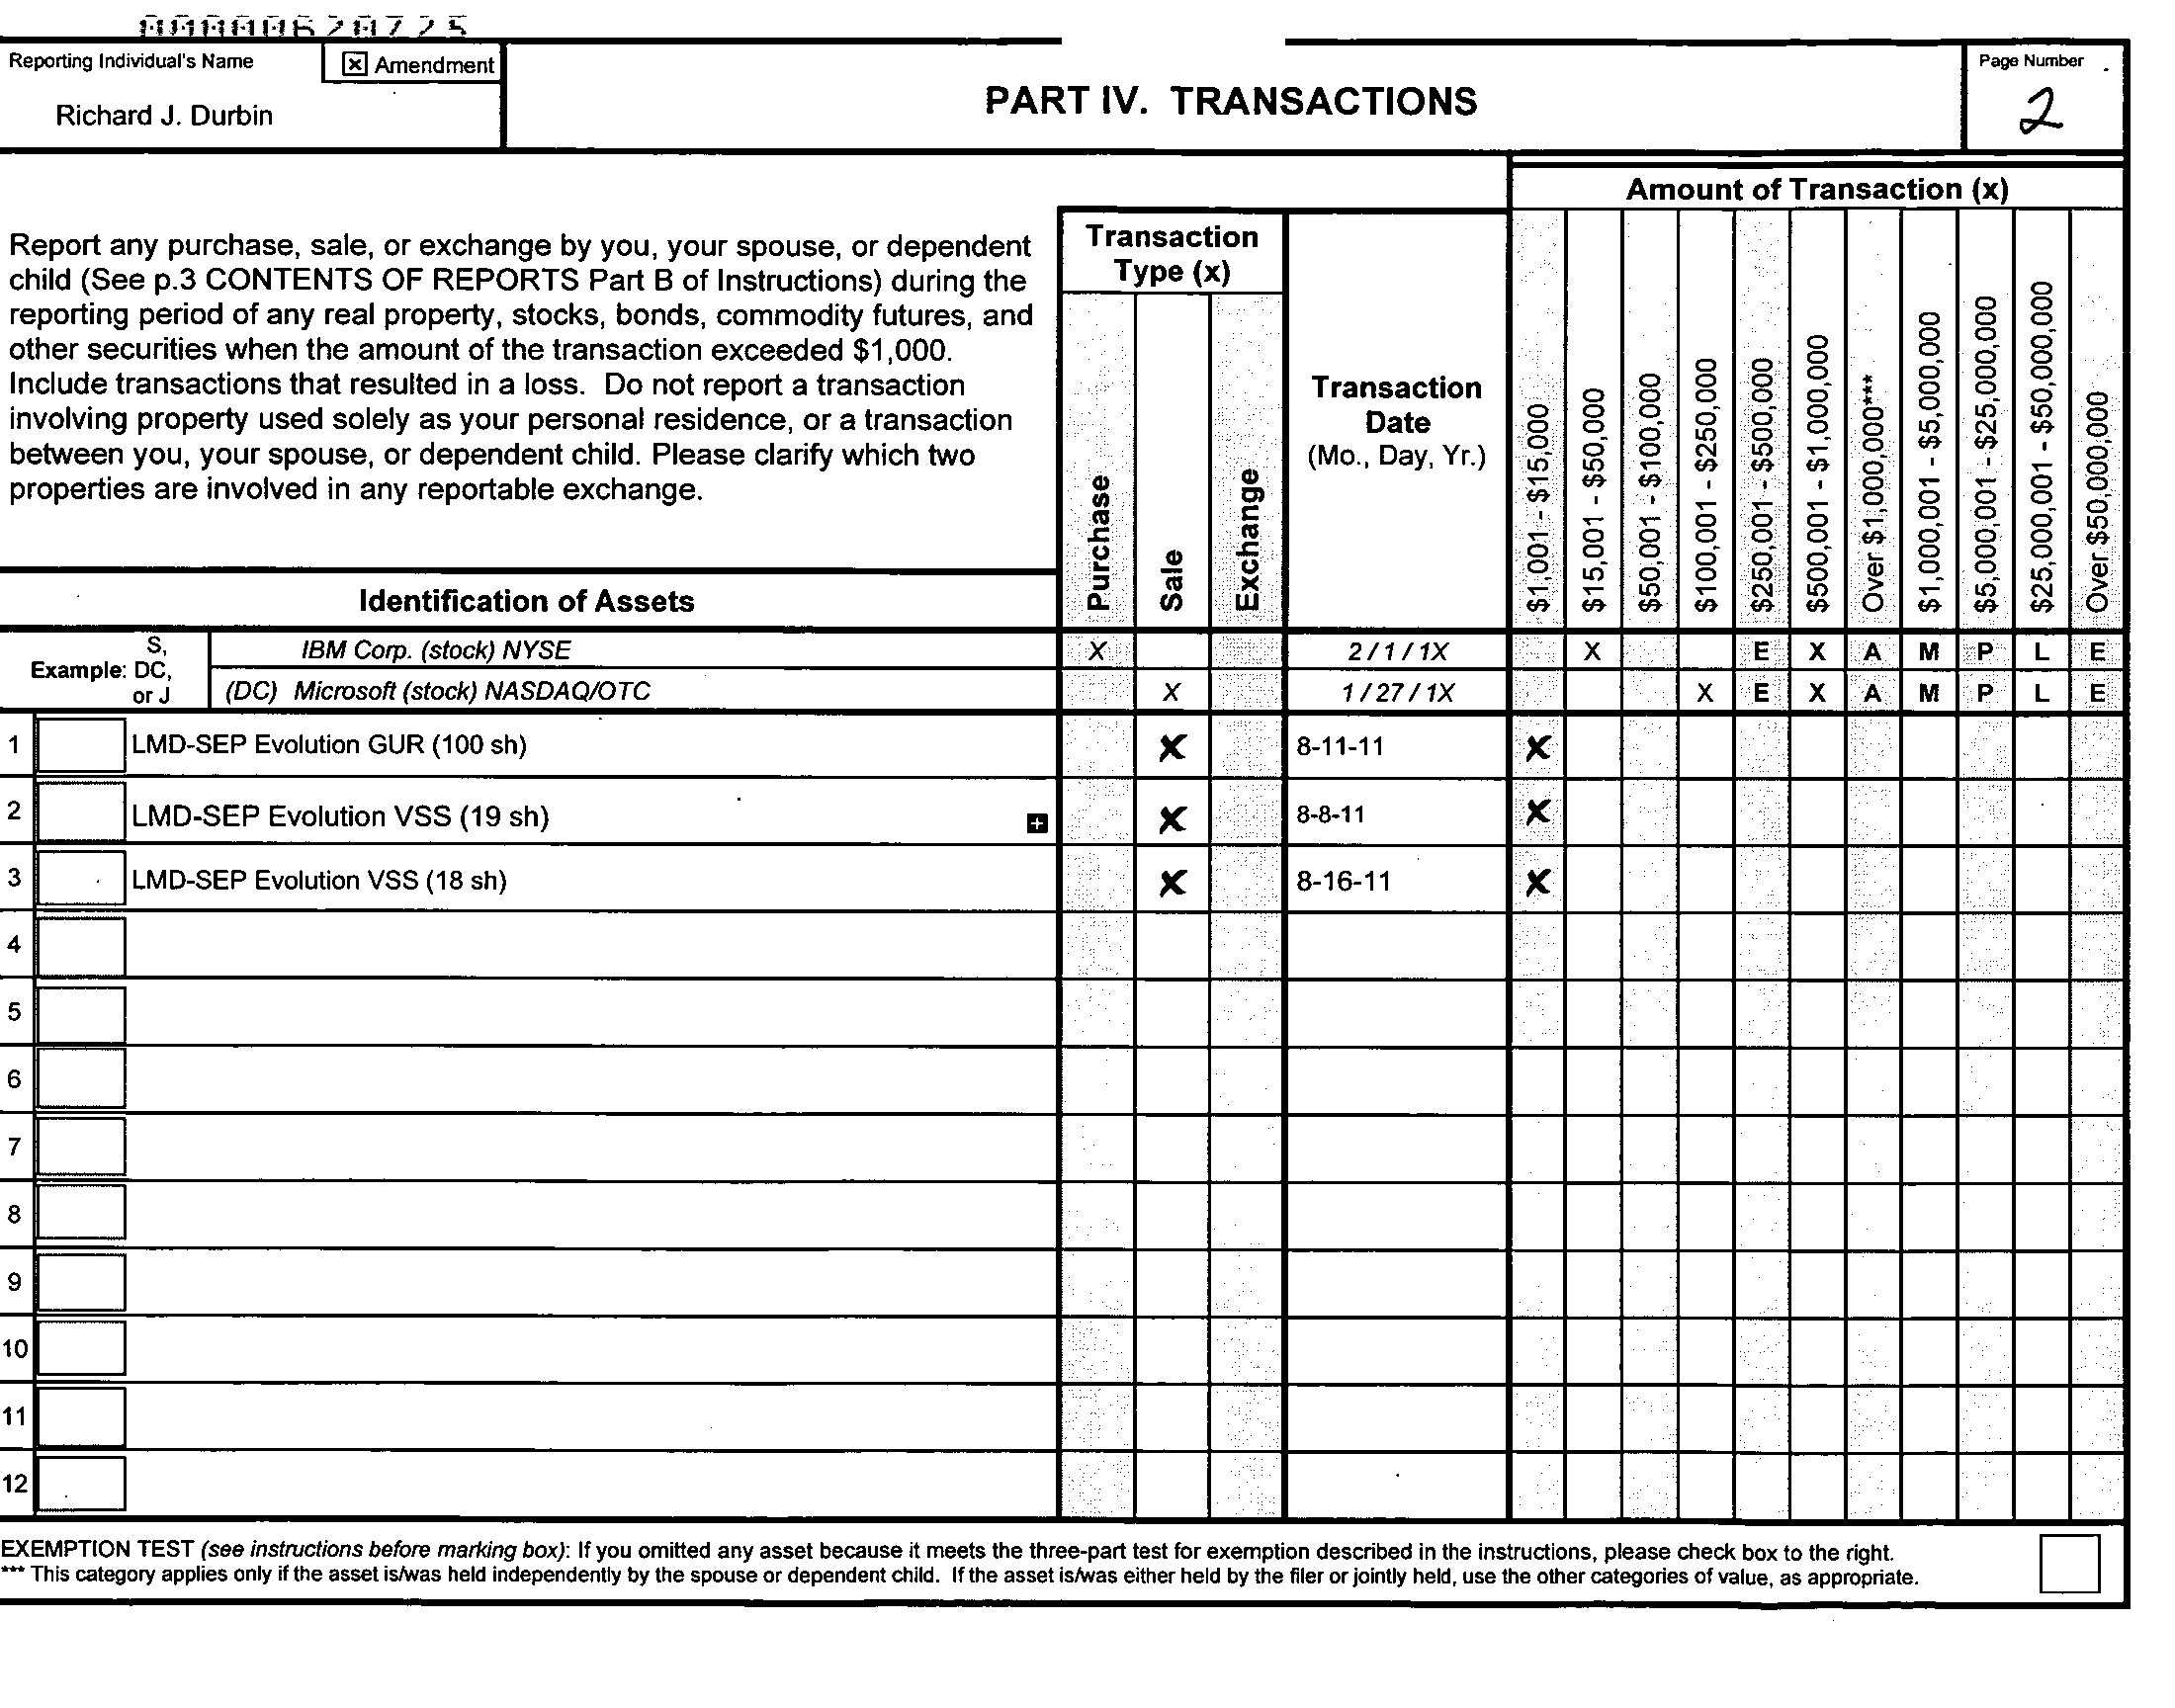 000000620725
Reporting Individual's Name
☒ Amendment
Richard J. Durbin
PART IV. TRANSACTIONS
Page Number
2
Amount of Transaction (x)
Report any purchase, sale, or exchange by you, your spouse, or dependent
child (See p.3 CONTENTS OF REPORTS Part B of Instructions) during the
reporting period of any real property, stocks, bonds, commodity futures, and
other securities when the amount of the transaction exceeded $1,000.
Include transactions that resulted in a loss. Do not report a transaction
involving property used solely as your personal residence, or a transaction
between you, your spouse, or dependent child. Please clarify which two
properties are involved in any reportable exchange.
Transaction
Type (x)
Purchase
Sale
Exchange
Transaction
Date
(Mo., Day, Yr.)
$1,001 - $15,000
$15,001 - $50,000
$50,001 - $100,000
$100,001 - $250,000
$250,001 - $500,000
$500,001 - $1,000,000
Over $1,000,000***
$1,000,001 - $5,000,000
$5,000,001 - $25,000,000
$25,000,001 - $50,000,000
Over $50,000,000
Identification of Assets
Example: S, DC, or J
IBM Corp. (stock) NYSE X 2 / 1 / 1X X E X A M P L E
(DC) Microsoft (stock) NASDAQ/OTC X 1 / 27 / 1X X E X A M P L E
1 LMD-SEP Evolution GUR (100 sh) X 8-11-11 X
2 LMD-SEP Evolution VSS (19 sh) + X 8-8-11 X
3 LMD-SEP Evolution VSS (18 sh) X 8-16-11 X
4
5
6
7
8
9
10
11
12
EXEMPTION TEST (see instructions before marking box): If you omitted any asset because it meets the three-part test for exemption described in the instructions, please check box to the right.
*** This category applies only if the asset is/was held independently by the spouse or dependent child. If the asset is/was either held by the filer or jointly held, use the other categories of value, as appropriate.